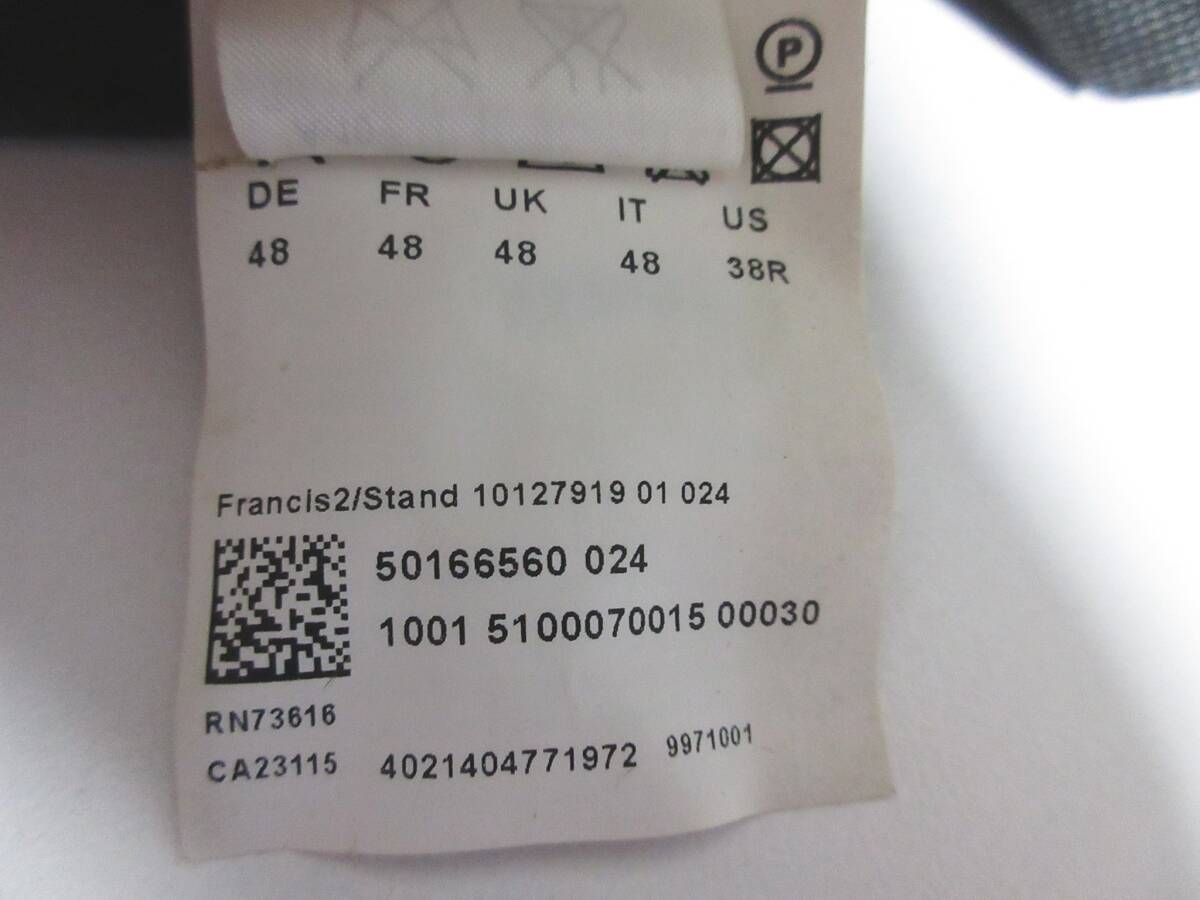 P
DE FR UK IT US
48 48 48 48 38R
Francis2/Stand 10127919 01 024
50166560 024
1001 5100070015 00030
RN73616
CA23115 4021404771972 9971001